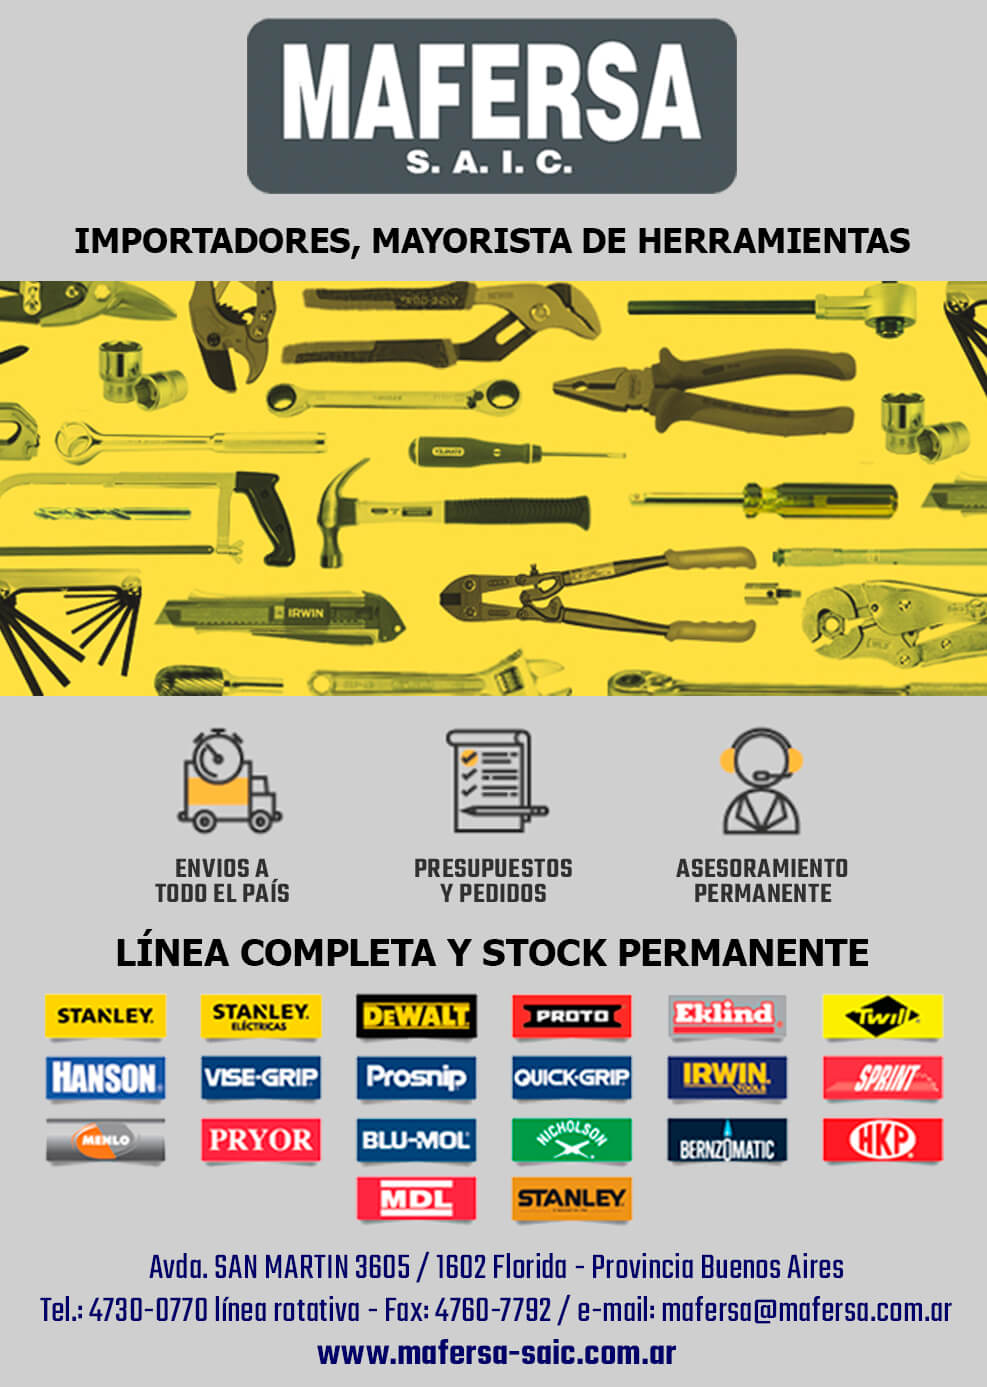 MAFERSA
S. A. I. C.
IMPORTADORES, MAYORISTA DE HERRAMIENTAS
IRWIN
ENVIOS A
TODO EL PAÍS
PRESUPUESTOS
Y PEDIDOS
ASESORAMIENTO
PERMANENTE
LÍNEA COMPLETA Y STOCK PERMANENTE
STANLEY. STANLEY. ELÉCTRICAS DEWALT PROTO Eklind Twill
HANSON VISE-GRIP Prosnip QUICK-GRIP IRWIN. TOOLS SPRINT
MENLO PRYOR BLU-MOL NICHOLSON BERNZOMATIC HKP
MDL STANLEY
Avda. SAN MARTIN 3605 / 1602 Florida - Provincia Buenos Aires
Tel.: 4730-0770 línea rotativa - Fax: 4760-7792 / e-mail: mafersa@mafersa.com.ar
www.mafersa-saic.com.ar